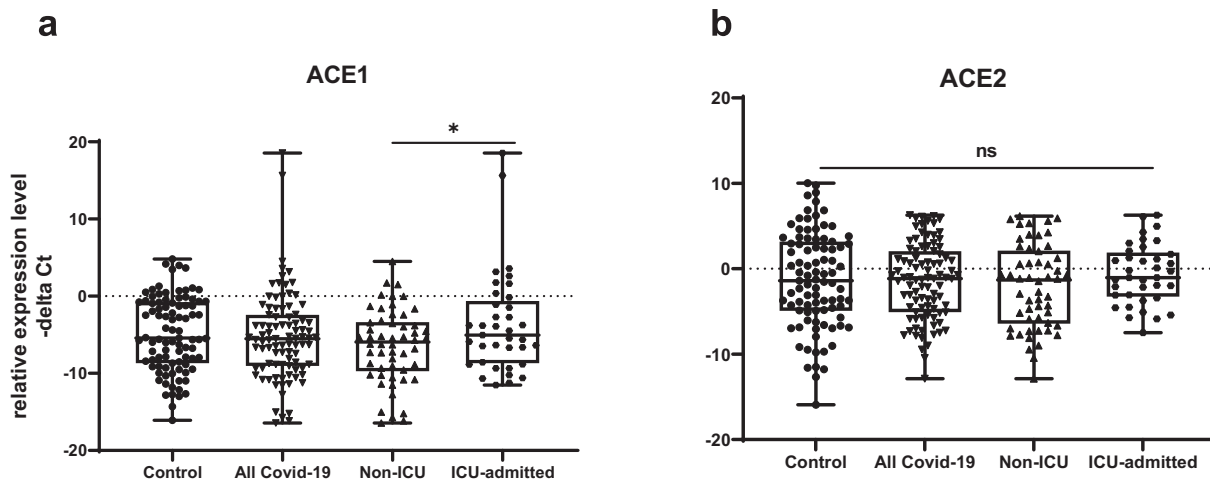 a
ACE1
relative expression level
-delta Ct
20
10
0
-10
-20
*
Control
All Covid-19
Non-ICU
ICU-admitted
b
ACE2
20
10
0
-10
-20
ns
Control
All Covid-19
Non-ICU
ICU-admitted